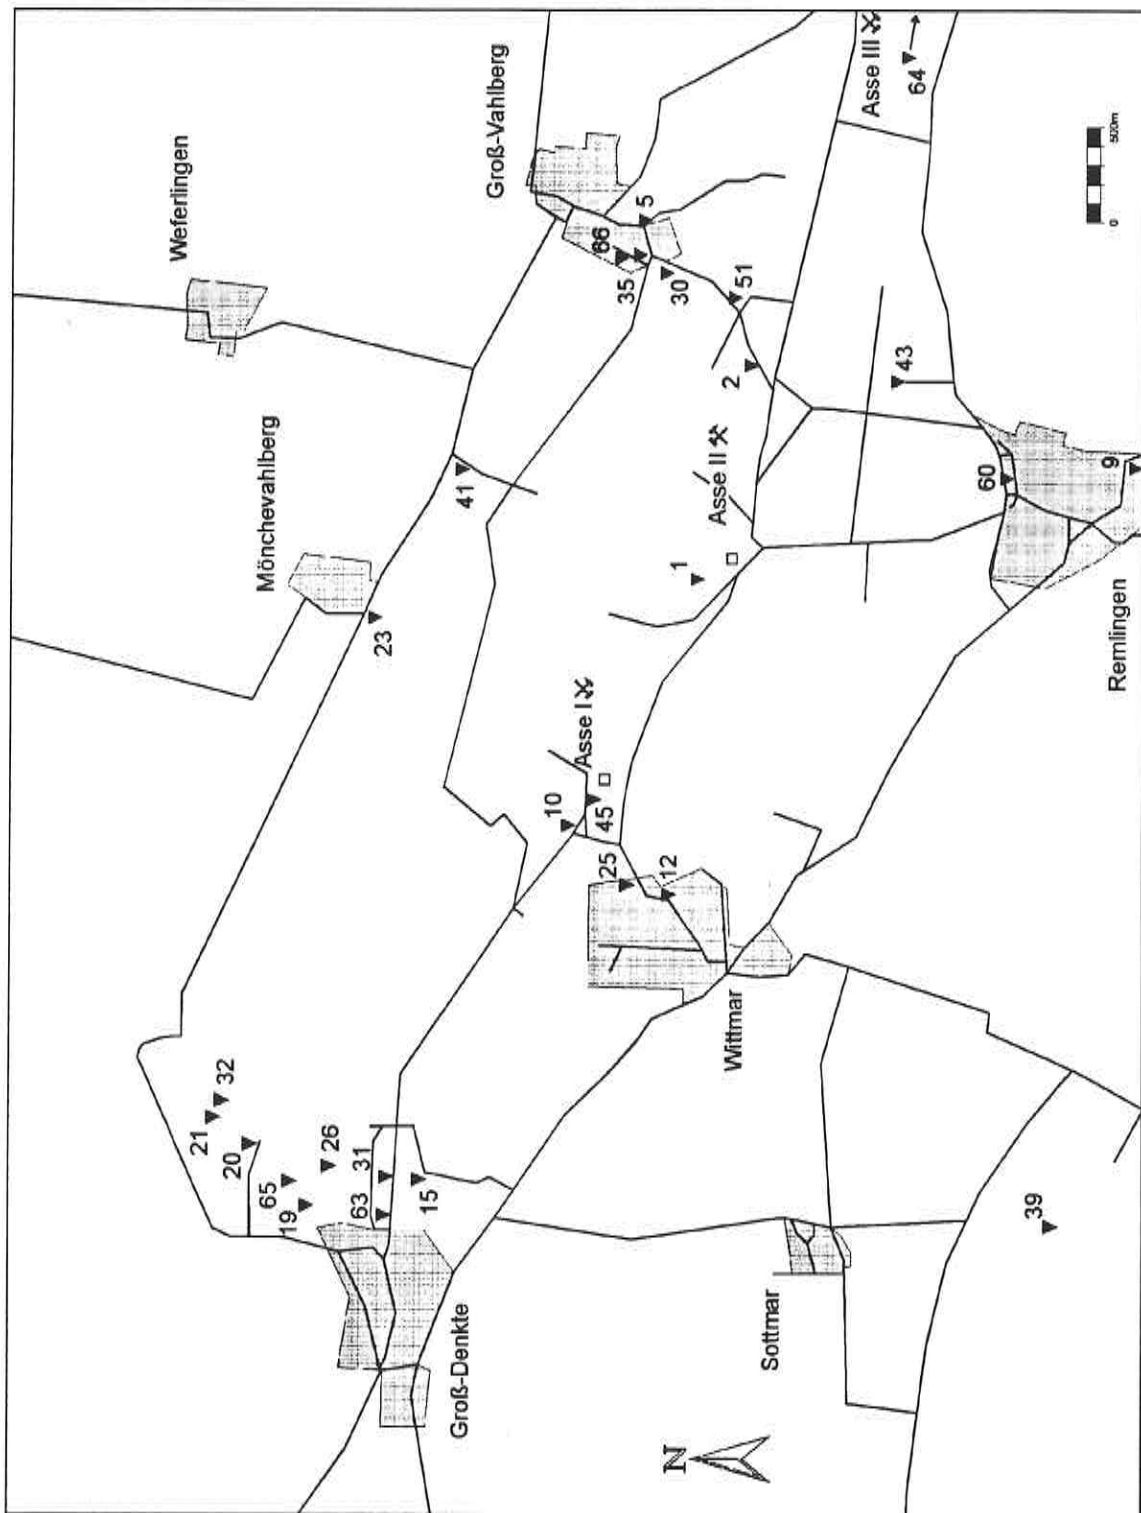 Weferlingen
21
32
20
Mönchevahlberg
65
19
26
63
31
23
15
Groß-Denkte
41
Groß-Vahlberg
10
Asse I
66
25
45
35
5
12
N
30
1
Asse II
2
Wittmar
51
Sottmar
Asse III
43
64
60
39
9
Remlingen
0 500m